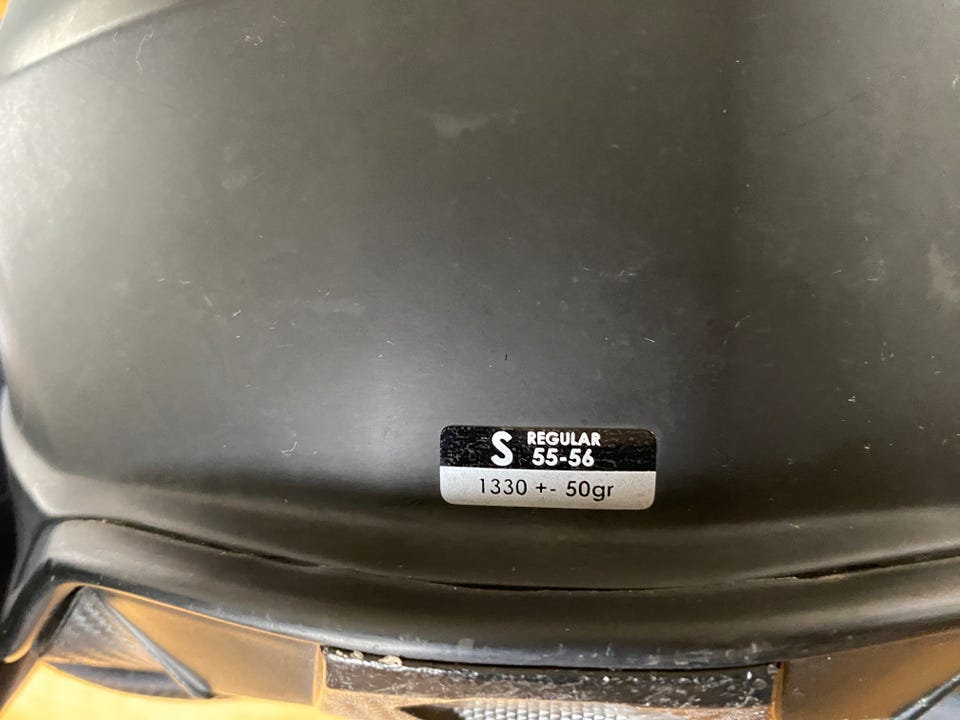 S REGULAR
55-56
1330 +- 50gr